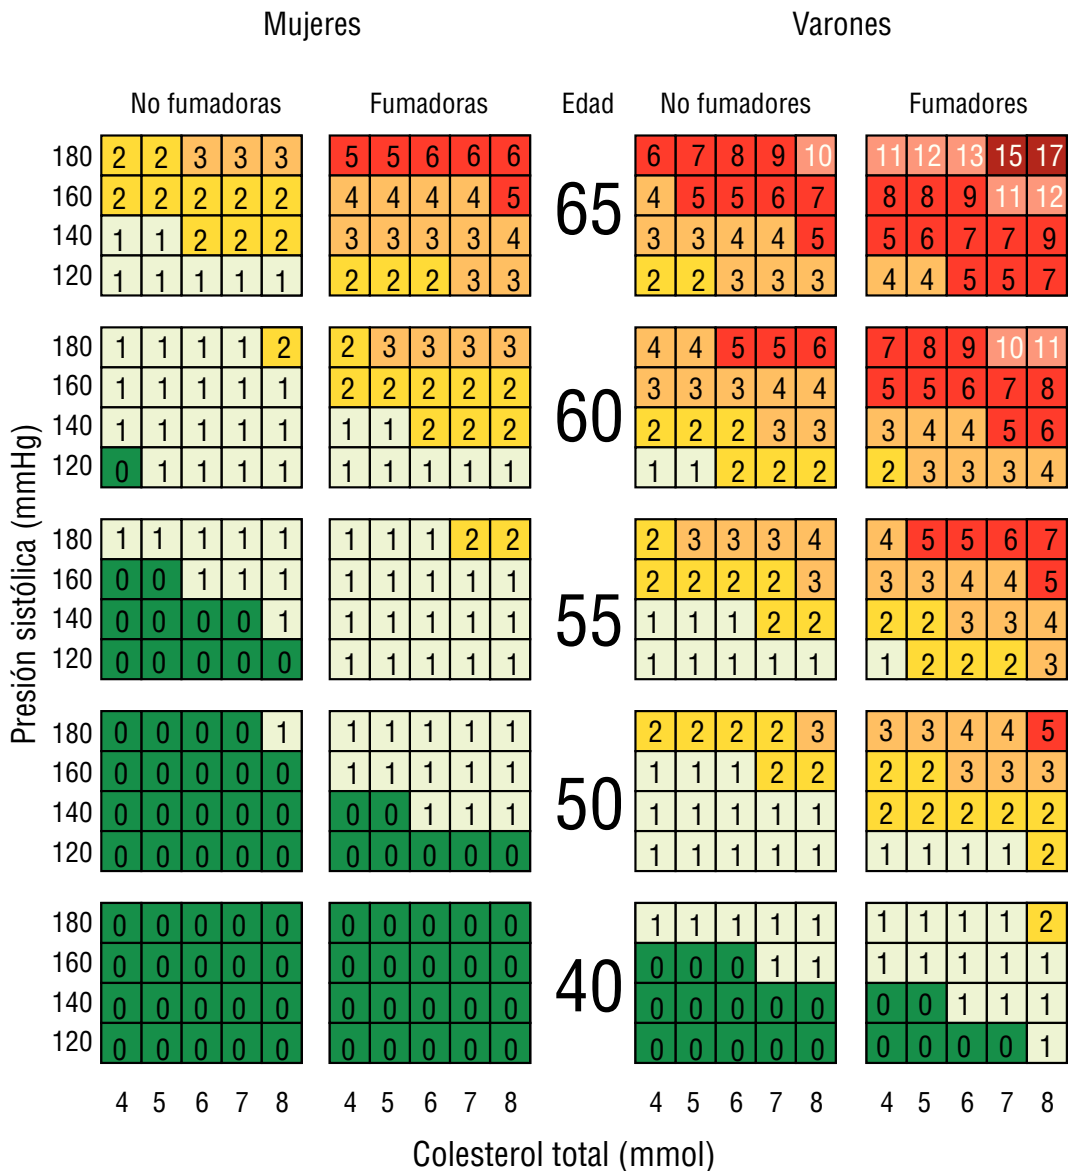 Mujeres Varones
No fumadoras Fumadoras Edad No fumadores Fumadores
180 2 2 3 3 3 5 5 6 6 6 6 7 8 9 10 11 12 13 15 17
160 2 2 2 2 2 4 4 4 4 5 4 5 5 6 7 8 8 9 11 12
65
140 1 1 2 2 2 3 3 3 3 4 3 3 4 4 5 5 6 7 7 9
120 1 1 1 1 1 2 2 2 3 3 2 2 3 3 3 4 4 5 5 7
180 1 1 1 1 2 2 3 3 3 3 4 4 5 5 6 7 8 9 10 11
160 1 1 1 1 1 2 2 2 2 2 3 3 3 4 4 5 5 6 7 8
60
140 1 1 1 1 1 1 1 2 2 2 2 2 2 3 3 3 4 4 5 6
120 0 1 1 1 1 1 1 1 1 1 1 1 2 2 2 2 3 3 3 4
Presión sistólica (mmHg)
180 1 1 1 1 1 1 1 1 2 2 2 3 3 3 4 4 5 5 6 7
160 0 0 1 1 1 1 1 1 1 1 2 2 2 2 3 3 3 4 4 5
55
140 0 0 0 0 1 1 1 1 1 1 1 1 1 2 2 2 2 3 3 4
120 0 0 0 0 0 1 1 1 1 1 1 1 1 1 1 1 2 2 2 3
180 0 0 0 0 1 1 1 1 1 1 2 2 2 2 3 3 3 4 4 5
160 0 0 0 0 0 1 1 1 1 1 1 1 1 2 2 2 2 3 3 3
50
140 0 0 0 0 0 0 0 1 1 1 1 1 1 1 1 2 2 2 2 2
120 0 0 0 0 0 0 0 0 0 0 1 1 1 1 1 1 1 1 1 2
180 0 0 0 0 0 0 0 0 0 0 1 1 1 1 1 1 1 1 1 2
160 0 0 0 0 0 0 0 0 0 0 0 0 0 1 1 1 1 1 1 1
40
140 0 0 0 0 0 0 0 0 0 0 0 0 0 0 0 0 0 1 1 1
120 0 0 0 0 0 0 0 0 0 0 0 0 0 0 0 0 0 0 0 1
4 5 6 7 8 4 5 6 7 8 4 5 6 7 8 4 5 6 7 8
Colesterol total (mmol)